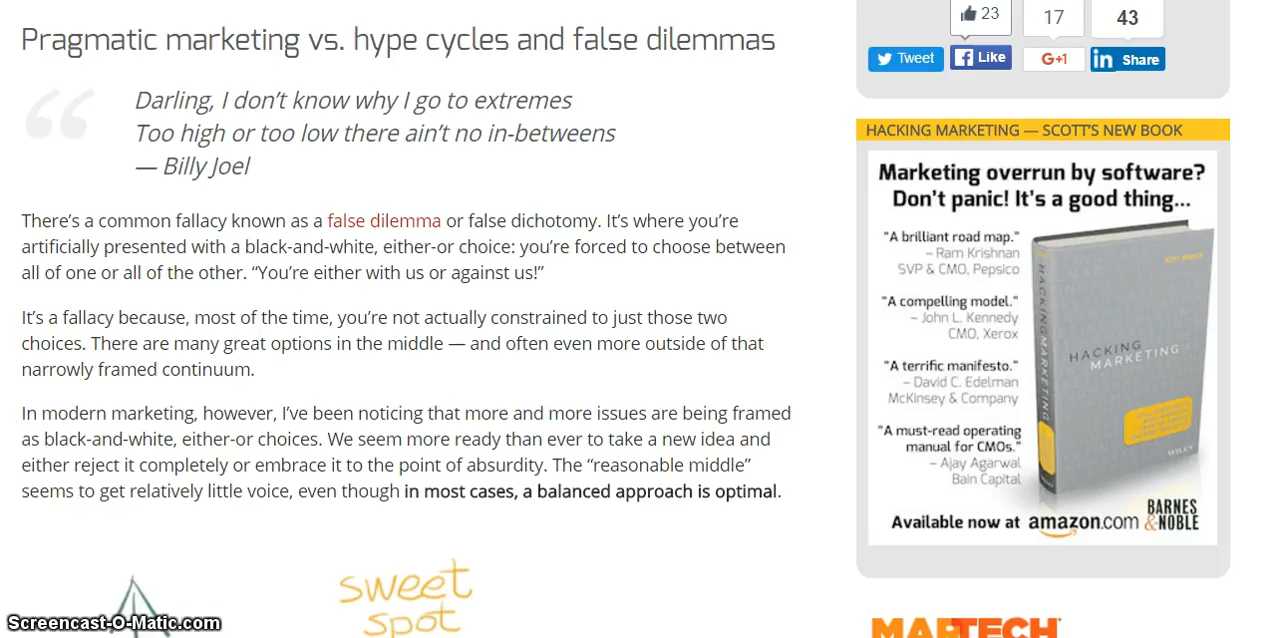 Pragmatic marketing vs. hype cycles and false dilemmas
Darling, I don't know why I go to extremes
Too high or too low there ain't no in-betweens
— Billy Joel
There's a common fallacy known as a false dilemma or false dichotomy. It's where you're
artificially presented with a black-and-white, either-or choice: you're forced to choose between
all of one or all of the other. “You're either with us or against us!”
It's a fallacy because, most of the time, you're not actually constrained to just those two
choices. There are many great options in the middle — and often even more outside of that
narrowly framed continuum.
In modern marketing, however, I've been noticing that more and more issues are being framed
as black-and-white, either-or choices. We seem more ready than ever to take a new idea and
either reject it completely or embrace it to the point of absurdity. The “reasonable middle”
seems to get relatively little voice, even though in most cases, a balanced approach is optimal.
sweet
spot
Screencast-O-Matic.com
23
17
43
Tweet
Like
G+1
in Share
HACKING MARKETING — SCOTT'S NEW BOOK
Marketing overrun by software?
Don't panic! It's a good thing...
"A brilliant road map."
– Ram Krishnan
SVP & CMO, Pepsico
"A compelling model."
– John L. Kennedy
CMO, Xerox
"A terrific manifesto."
– David C. Edelman
McKinsey & Company
"A must-read operating
manual for CMOs."
– Ajay Agarwal
Bain Capital
HACKING MARKETING
HACKING
MARKETING
WILEY
Available now at amazon.com
BARNES
&NOBLE
MARTECH